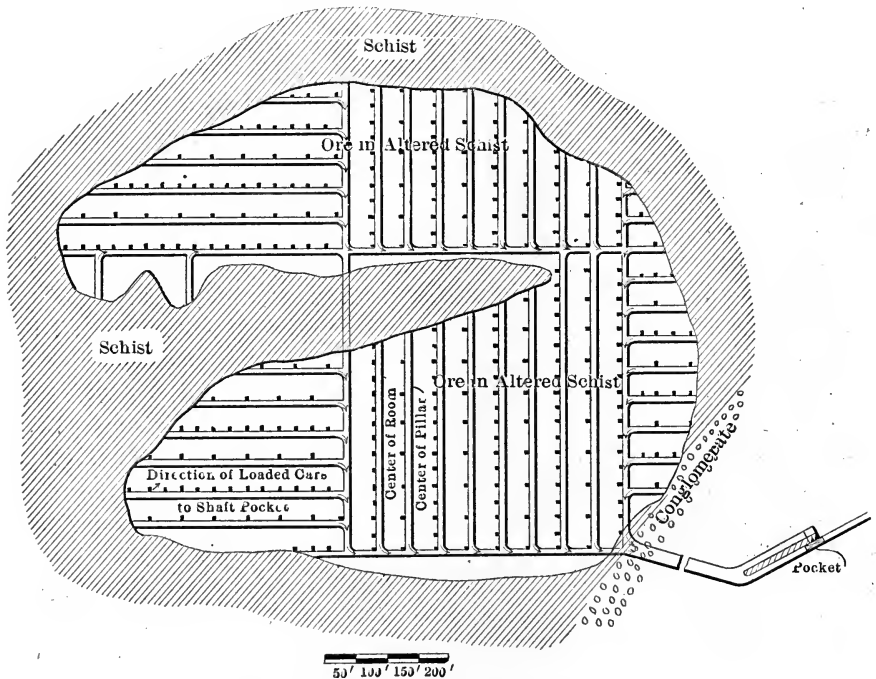 Schist
Ore in Altered Schist
Schist
Ore in Altered Schist
Center of Room
Center of Pillar
Conglomerate
Direction of Loaded Cars
to Shaft Pocket
Pocket
50' 100' 150' 200'